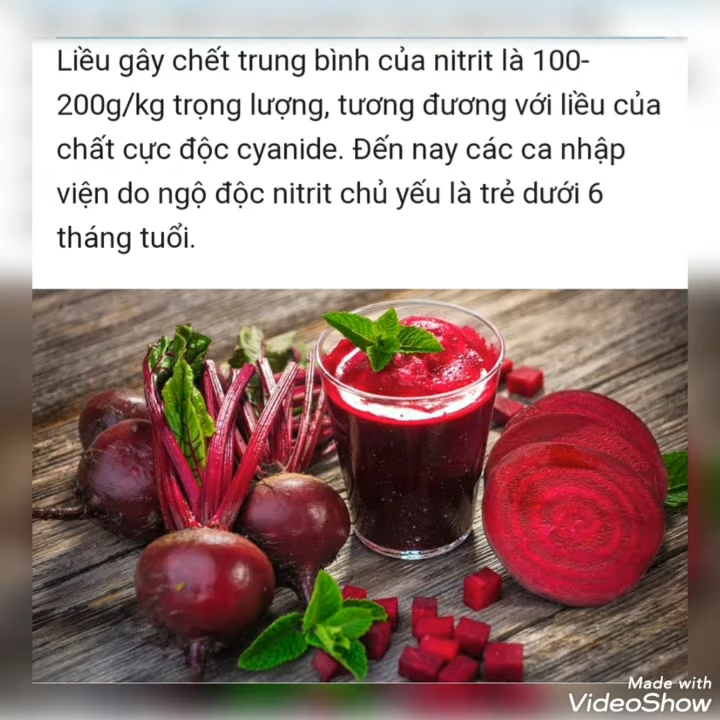 Liều gây chết trung bình của nitrit là 100-
200g/kg trọng lượng, tương đương với liều của
chất cực độc cyanide. Đến nay các ca nhập
viện do ngộ độc nitrit chủ yếu là trẻ dưới 6
tháng tuổi.
Made with
VideoShow